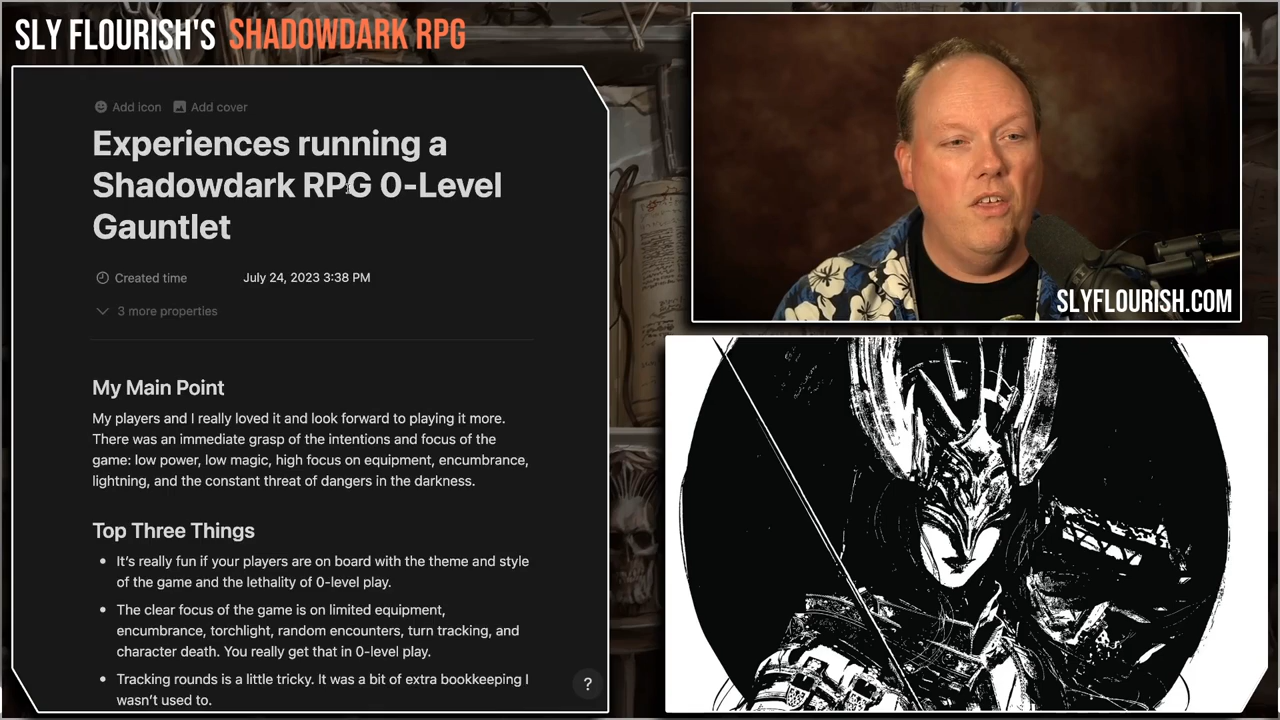 SLY FLOURISH'S SHADOWDARK RPG
Add icon Add cover
Experiences running a
Shadowdark RPG 0-Level
Gauntlet
Created time July 24, 2023 3:38 PM
3 more properties
My Main Point
My players and I really loved it and look forward to playing it more.
There was an immediate grasp of the intentions and focus of the
game: low power, low magic, high focus on equipment, encumbrance,
lightning, and the constant threat of dangers in the darkness.
Top Three Things
• It's really fun if your players are on board with the theme and style
of the game and the lethality of 0-level play.
• The clear focus of the game is on limited equipment,
encumbrance, torchlight, random encounters, turn tracking, and
character death. You really get that in 0-level play.
• Tracking rounds is a little tricky. It was a bit of extra bookkeeping I
wasn't used to.
?
SLYFLOURISH.COM